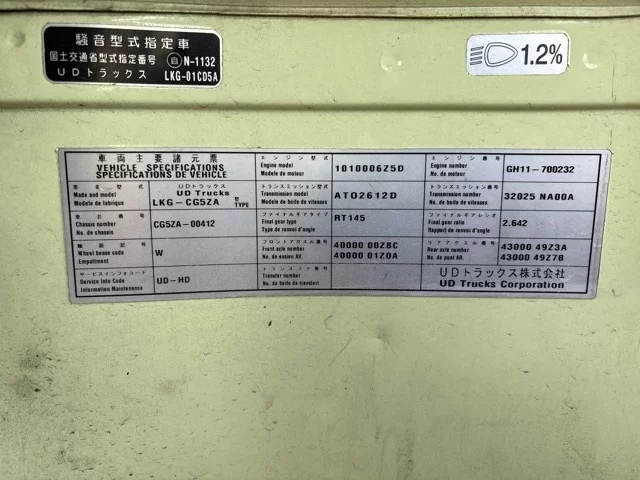 騒音型式指定車
国土交通省型式指定番号 自 N-1132
UDトラックス LKG-01CD5A
1.2%
車両主要諸元票
VEHICLE SPECIFICATIONS
SPECIFICATIONS DE VEHICLE
エンジン型式
Engine model
Modele de moteur
1010006Z5D
エンジン番号
Engine number
No. de moteur
GH11-700232
車名・型式
Made and model
Modele de fabrique
UDトラックス
UD Trucks
LKG-CG5ZA 型 TYPE
トランスミッション型式
Transmission model
Modele de boite de vitesses
ATO2612D
トランスミッション番号
Transmission number
No. de boite de vitesses
32025 NA00A
車台番号
Chassis number
No. de chassis
CG5ZA-00412
ファイナルギアタイプ
Final gear type
Type de renvoi d'angle
RT145
ファイナルギアレシオ
Final gear ratio
Rapport de renvoi d'angle
2.642
軸距記号
Wheel bease code
Empattment
W
フロントアクスル番号
Front axle number
No. de essieu AV.
40000 00Z8C
40000 01Z0A
リアアクスル番号
Rear axle number
No. de pont AR.
43000 49Z3A
43000 49Z7B
サービスインフォコード
Service Info Code
Information Maintenance
UD-HD
トランスファ番号
Transfer number
No. de boite de transfert
UDトラックス株式会社
UD Trucks Corporation